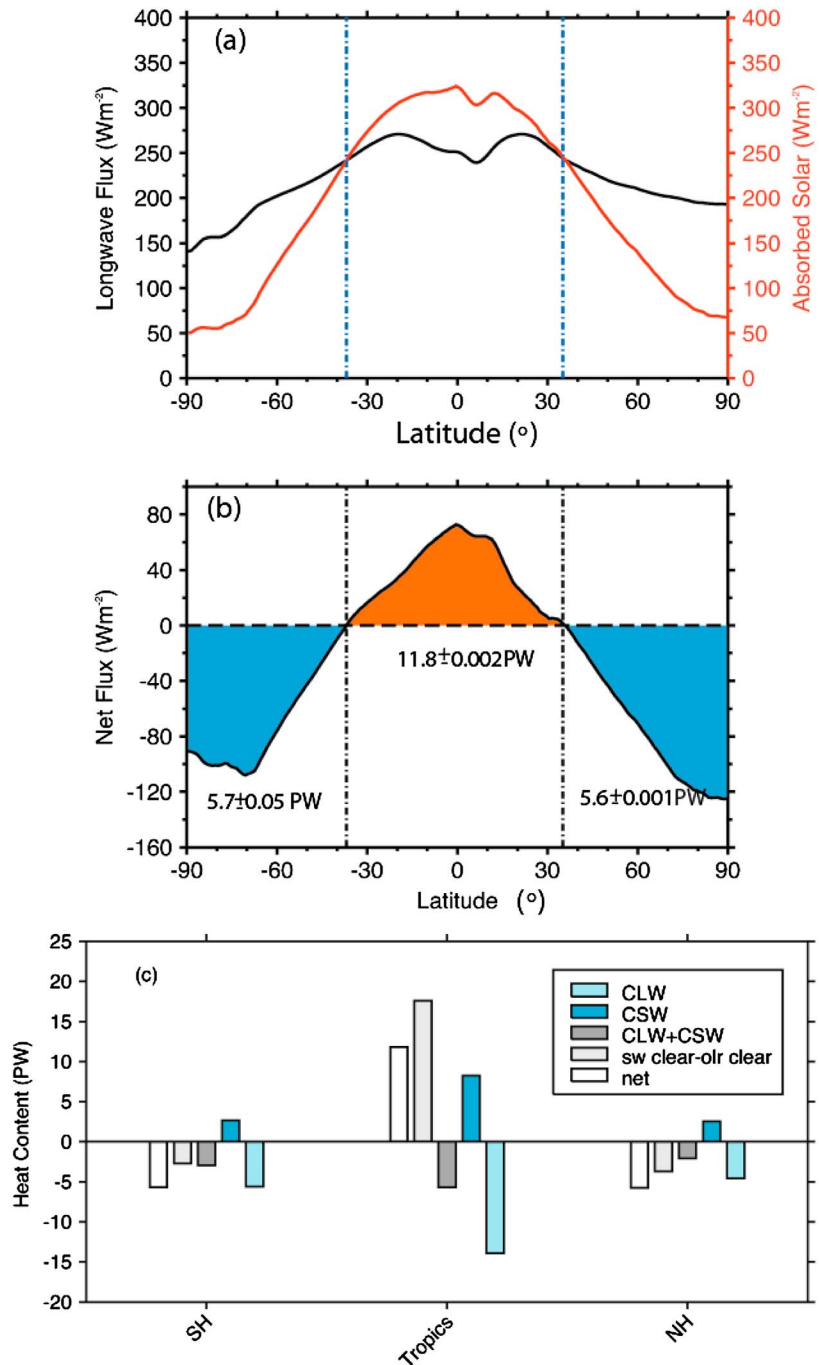 (a)
400
350
300
250
200
150
100
50
0
Longwave Flux (Wm-2)
400
350
300
250
200
150
100
50
0
Absorbed Solar (Wm-2)
-90 -60 -30 0 30 60 90
Latitude (o)
(b)
80
40
0
-40
-80
-120
-160
Net Flux (Wm-2)
11.8±0.002PW
5.7±0.05 PW
5.6±0.001PW
-90 -60 -30 0 30 60 90
Latitude (o)
(c)
25
20
15
10
5
0
-5
-10
-15
-20
Heat Content (PW)
CLW
CSW
CLW+CSW
sw clear-olr clear
net
SH Tropics NH